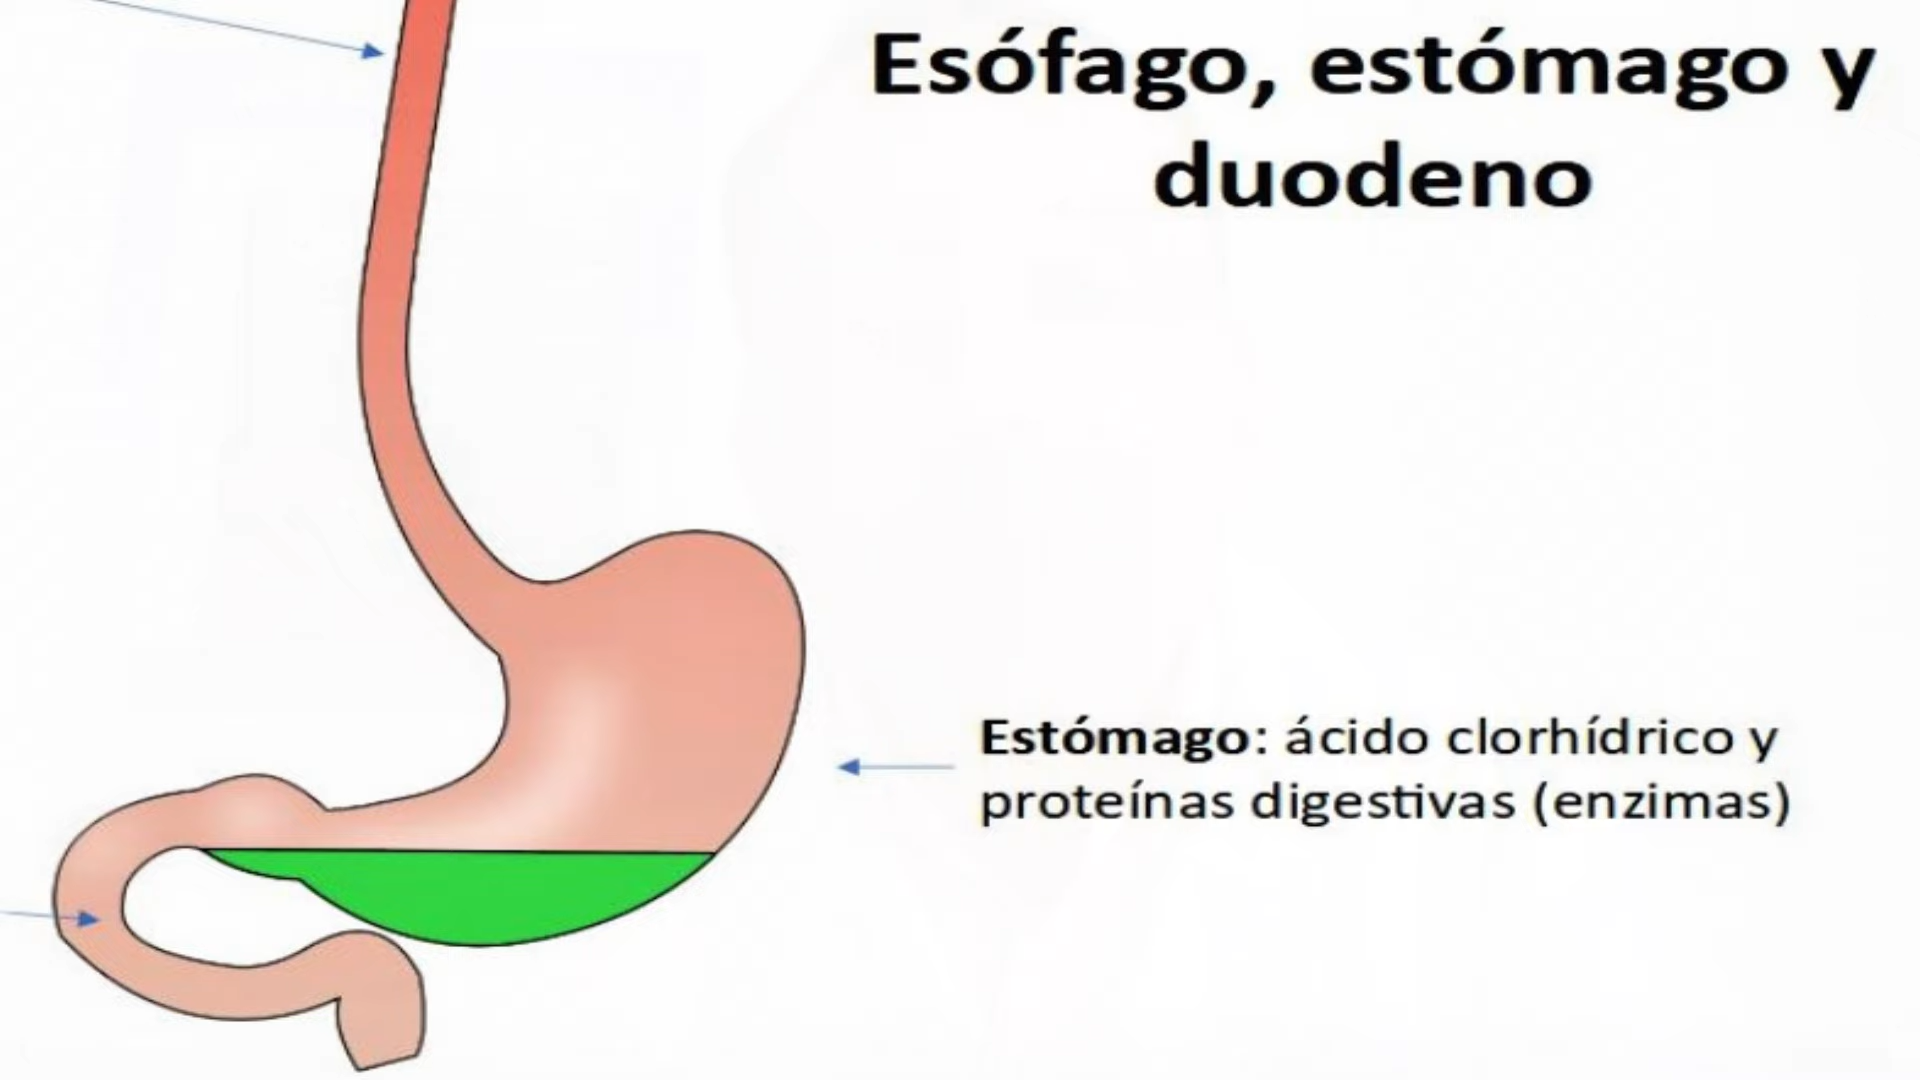 Esófago, estómago y
duodeno
Estómago: ácido clorhídrico y
proteínas digestivas (enzimas)